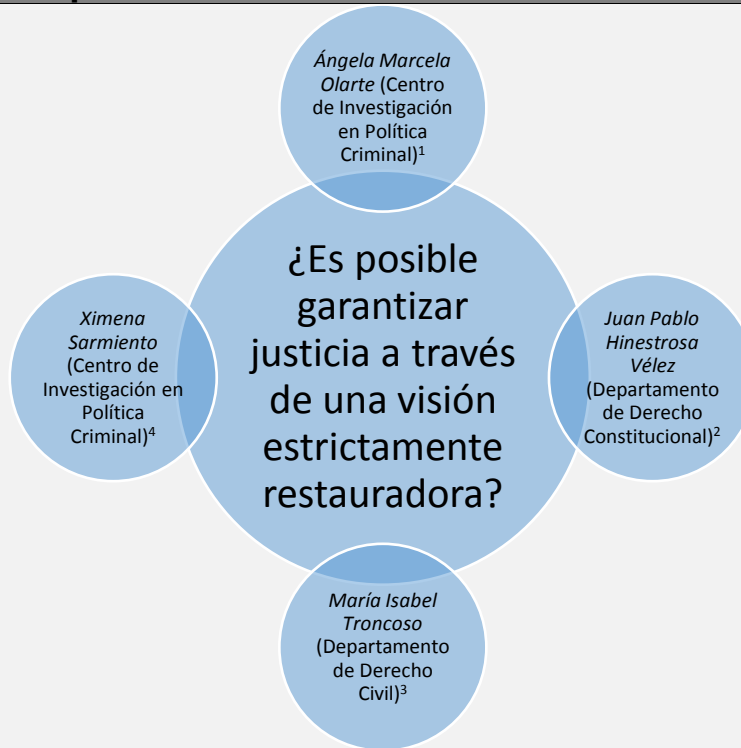 Ángela Marcela
Olarte (Centro
de Investigación
en Política
Criminal)¹
¿Es posible
garantizar
justicia a través
de una visión
estrictamente
restauradora?
Ximena
Sarmiento
(Centro de
Investigación en
Política
Criminal)⁴
Juan Pablo
Hinestrosa
Vélez
(Departamento
de Derecho
Constitucional)²
María Isabel
Troncoso
(Departamento
de Derecho
Civil)³